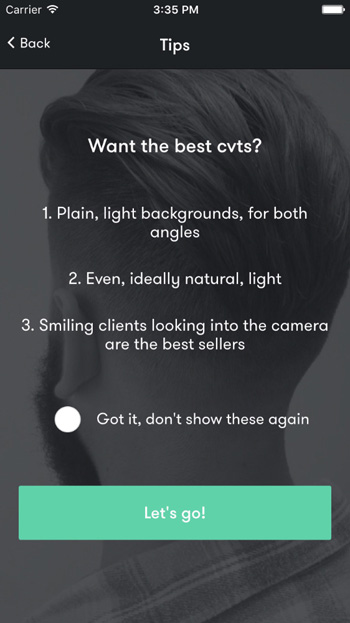 Carrier 3:35 PM
Back
Tips
Want the best cvts?
1. Plain, light backgrounds, for both
angles
2. Even, ideally natural, light
3. Smiling clients looking into the camera
are the best sellers
Got it, don't show these again
Let's go!